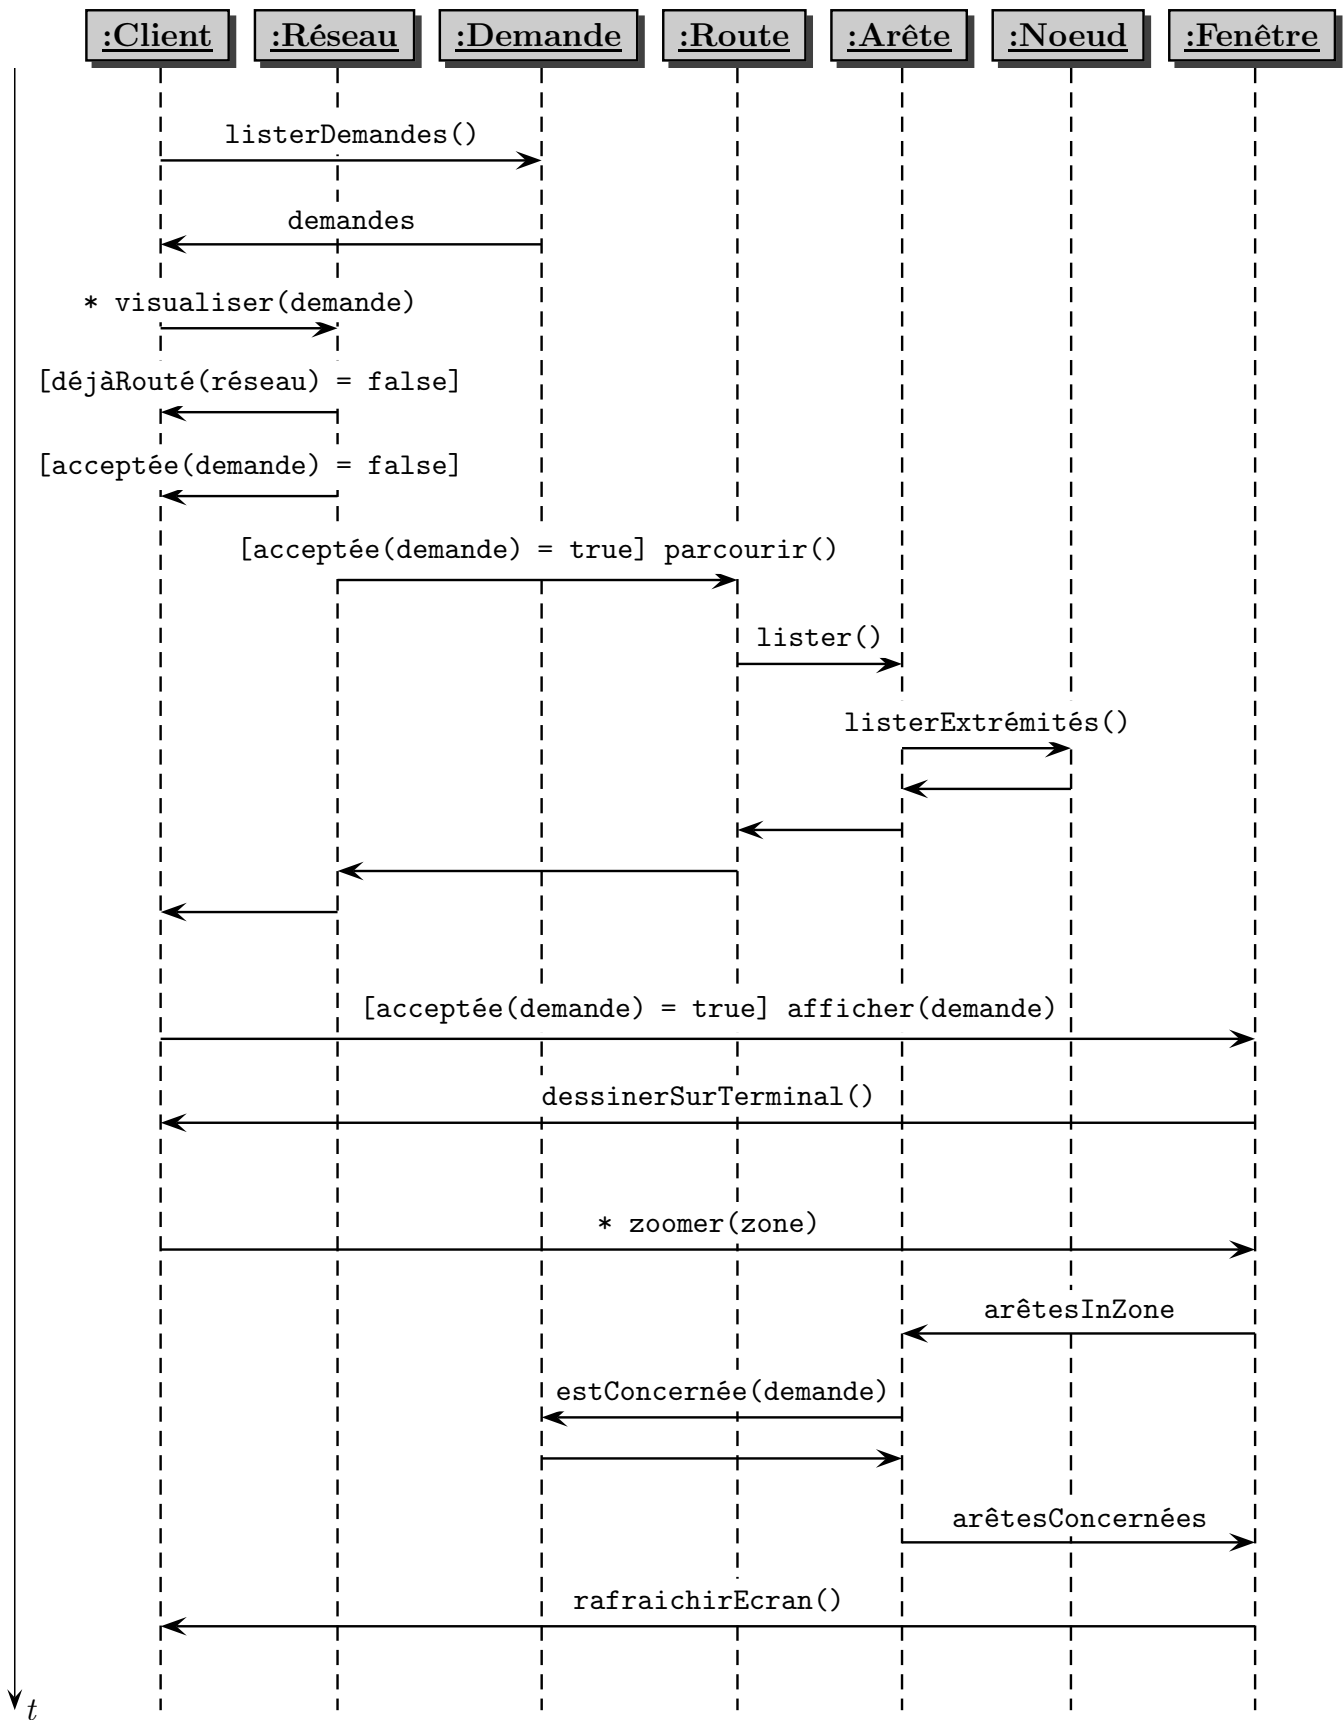 :Client :Réseau :Demande :Route :Arête :Noeud :Fenêtre
listerDemandes()
demandes
* visualiser(demande)
[déjàRouté(réseau) = false]
[acceptée(demande) = false]
[acceptée(demande) = true] parcourir()
lister()
listerExtrémités()
[acceptée(demande) = true] afficher(demande)
dessinerSurTerminal()
* zoomer(zone)
arêtesInZone
estConcernée(demande)
arêtesConcernées
rafraichirEcran()
t